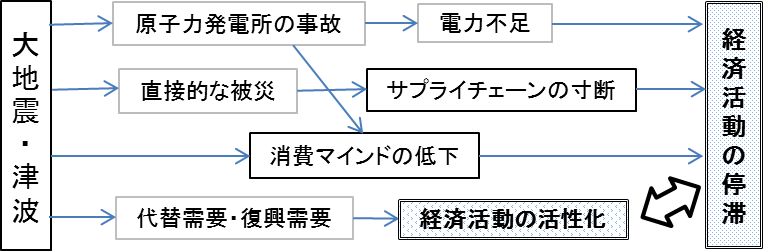 大地震・津波
原子力発電所の事故
電力不足
直接的な被災
サプライチェーンの寸断
消費マインドの低下
代替需要・復興需要
経済活動の活性化
経済活動の停滞